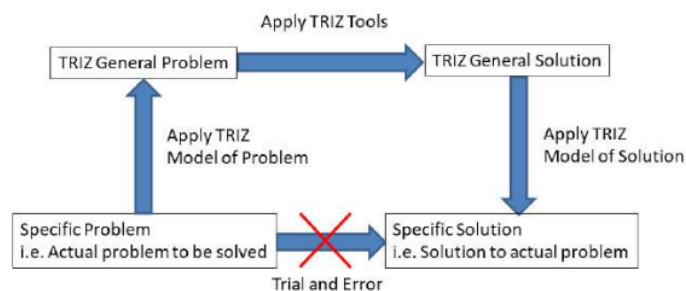 Apply TRIZ Tools
TRIZ General Problem
TRIZ General Solution
Apply TRIZ
Model of Problem
Apply TRIZ
Model of Solution
Specific Problem
i.e. Actual problem to be solved
Specific Solution
i.e. Solution to actual problem
Trial and Error